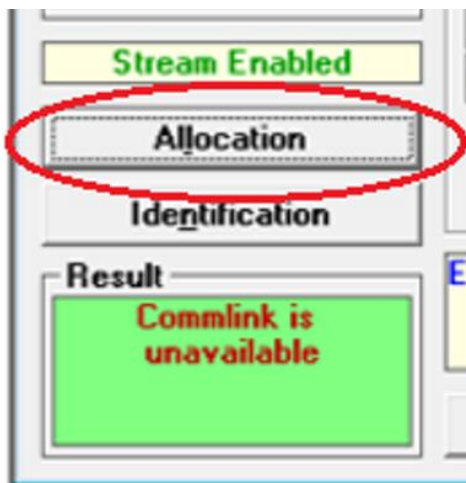 Stream Enabled
Allocation
Identification
Result
Commlink is
unavailable
E